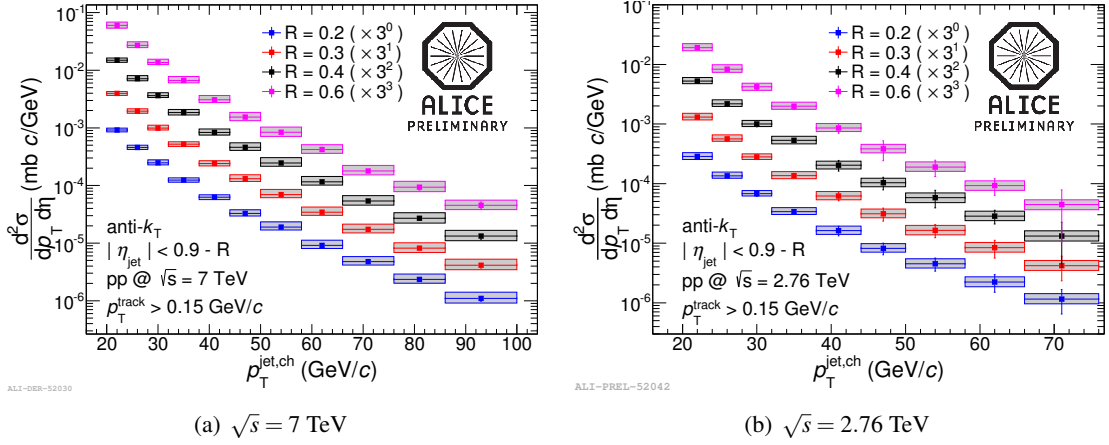 R = 0.2 ( × 3⁰ )
R = 0.3 ( × 3¹ )
R = 0.4 ( × 3² )
R = 0.6 ( × 3³ )
ALICE
PRELIMINARY
d²σ/dp_T dη (mb c/GeV)
10⁻¹
10⁻²
10⁻³
10⁻⁴
10⁻⁵
10⁻⁶
anti-k_T
| η_jet | < 0.9 - R
pp @ √s = 7 TeV
p_T^track > 0.15 GeV/c
20 30 40 50 60 70 80 90 100
p_T^jet,ch (GeV/c)
ALI-DER-52030
(a) √s = 7 TeV
R = 0.2 ( × 3⁰ )
R = 0.3 ( × 3¹ )
R = 0.4 ( × 3² )
R = 0.6 ( × 3³ )
ALICE
PRELIMINARY
d²σ/dp_T dη (mb c/GeV)
10⁻¹
10⁻²
10⁻³
10⁻⁴
10⁻⁵
10⁻⁶
anti-k_T
| η_jet | < 0.9 - R
pp @ √s = 2.76 TeV
p_T^track > 0.15 GeV/c
20 30 40 50 60 70
p_T^jet,ch (GeV/c)
ALI-PREL-52042
(b) √s = 2.76 TeV